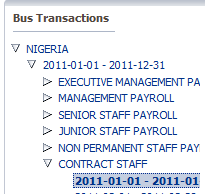 Bus Transactions
NIGERIA
2011-01-01 - 2011-12-31
EXECUTIVE MANAGEMENT PA
MANAGEMENT PAYROLL
SENIOR STAFF PAYROLL
JUNIOR STAFF PAYROLL
NON PERMANENT STAFF PAY
CONTRACT STAFF
2011-01-01 - 2011-01